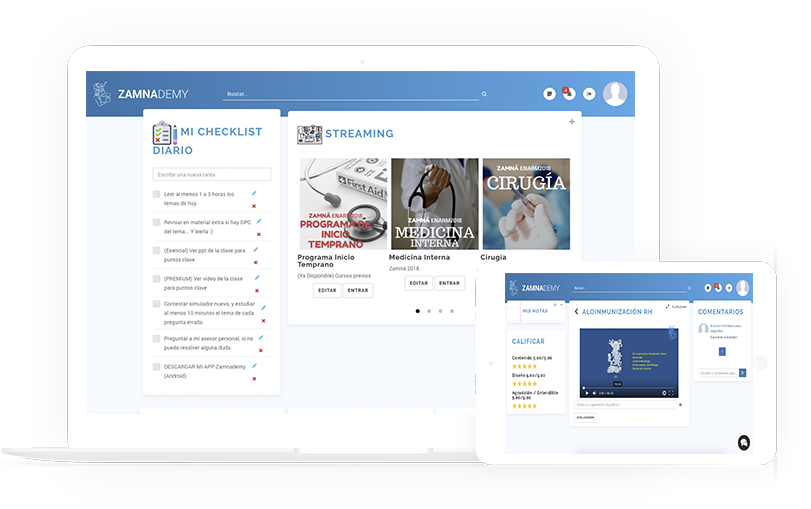 ZAMNADEMY
Buscar...
4
MI CHECKLIST
DIARIO
Escribe una nueva tarea
Leer al menos 1 a 3 horas los
temas de hoy
Revisar en material extra si hay GPC
del tema... Y leerla :)
(Esencial) Ver ppt de la clase para
puntos clave
(PREMIUM) Ver video de la clase
para puntos clave
Contestar simulador nuevo, y estudiar
al menos 10 minutos el tema de cada
pregunta errada.
Preguntar a mi asesor personal, si no
pueda resolver alguna duda
DESCARGAR MI APP Zamnademy
(Android)
STREAMING
First Aid
ZAMNÁ ENARM2018
PROGRAMA DE
INICIO
TEMPRANO
Programa Inicio
Temprano
(Ya Disponible) Cursos previos
EDITAR
ENTRAR
ZAMNÁ ENARM2018
MEDICINA
INTERNA
Medicina Interna
Zamná 2018.
EDITAR
ENTRAR
ZAMNÁ ENARM2018
CIRUGÍA
Cirugía
ZAMNADEMY
Buscar...
MIS NOTAS
CALIFICAR
Contenido 5.00/5.00
Diseño 5.00/5.00
Agradable / Entendible
5.00/5.00
ALOINMUNIZACIÓN RH
COMENTARIOS